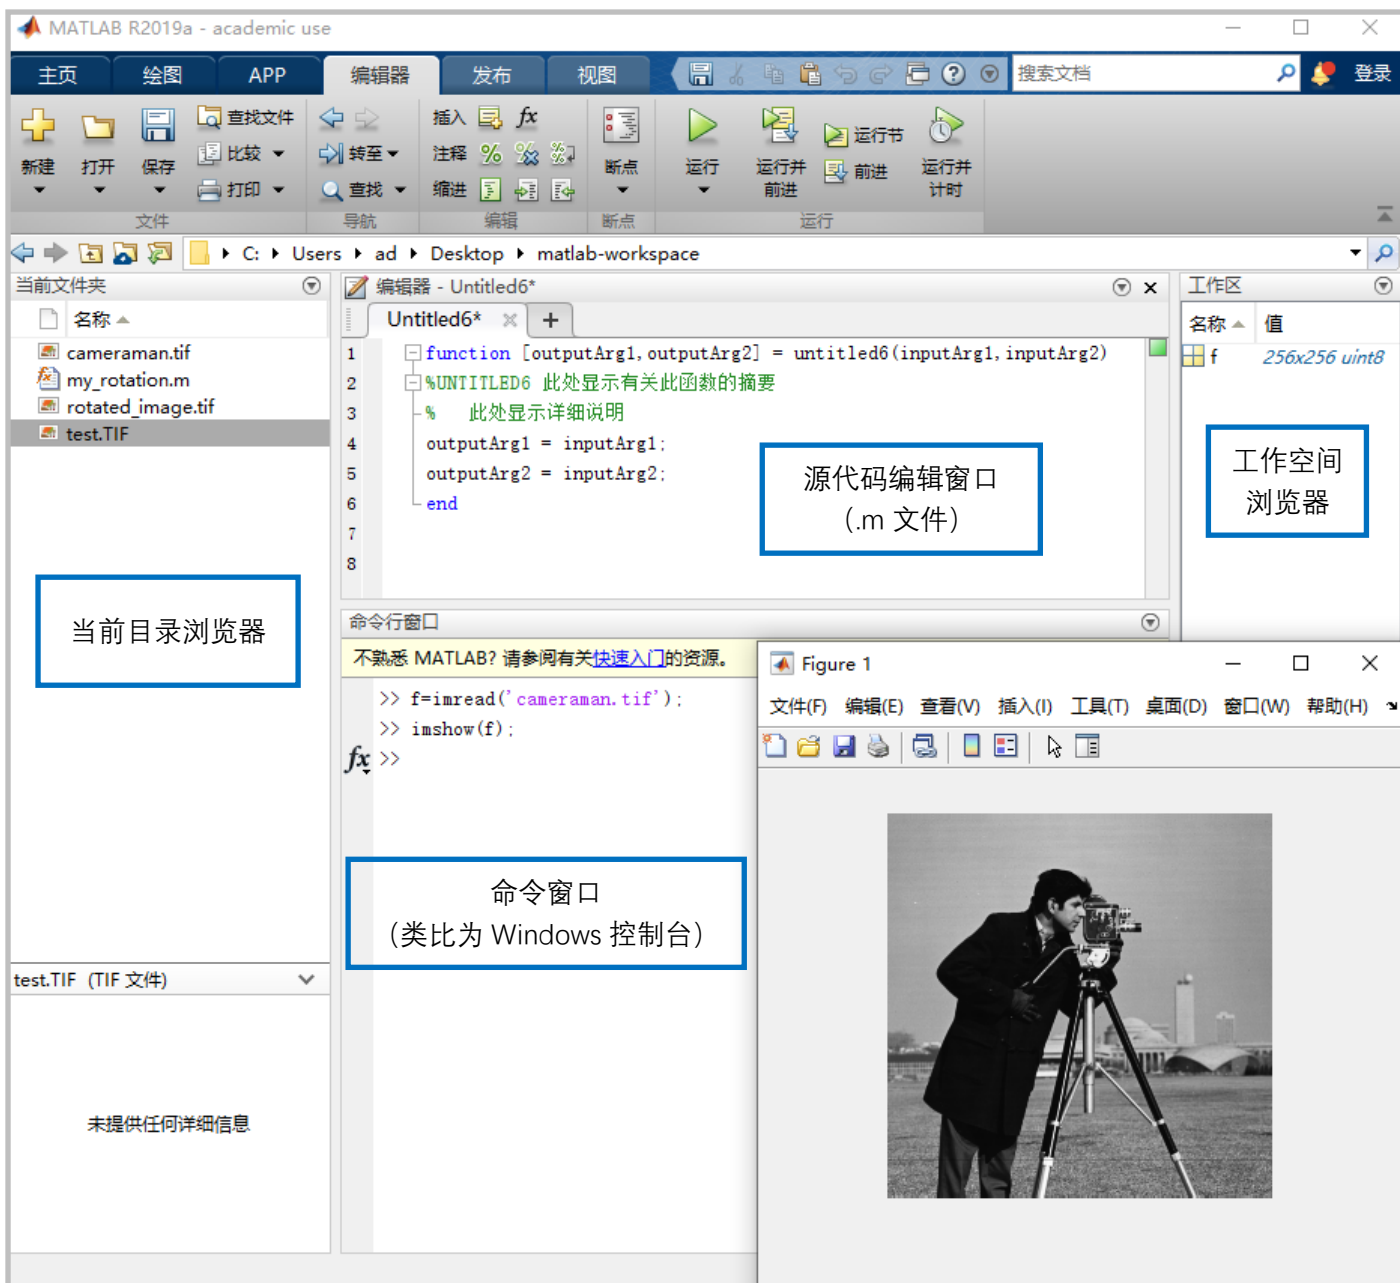 MATLAB R2019a - academic use
主页 绘图 APP 编辑器 发布 视图 搜索文档 登录
新建 打开 保存 查找文件 比较 打印
转至 查找
插入 fx
注释
缩进
断点
运行 运行并前进 运行节 前进 运行并计时
文件 导航 编辑 断点 运行
C: Users ad Desktop matlab-workspace
当前文件夹
名称
cameraman.tif
my_rotation.m
rotated_image.tif
test.TIF
当前目录浏览器
test.TIF (TIF 文件)
未提供任何详细信息
编辑器 - Untitled6*
Untitled6*
1 function [outputArg1,outputArg2] = untitled6(inputArg1,inputArg2)
2 %UNTITLED6 此处显示有关此函数的摘要
3 % 此处显示详细说明
4 outputArg1 = inputArg1;
5 outputArg2 = inputArg2;
6 end
7
8
源代码编辑窗口
（.m 文件）
命令行窗口
不熟悉 MATLAB? 请参阅有关快速入门的资源。
>> f=imread('cameraman.tif');
>> imshow(f);
fx >>
命令窗口
（类比为 Windows 控制台）
工作区
名称 值
f 256x256 uint8
工作空间
浏览器
Figure 1
文件(F) 编辑(E) 查看(V) 插入(I) 工具(T) 桌面(D) 窗口(W) 帮助(H)